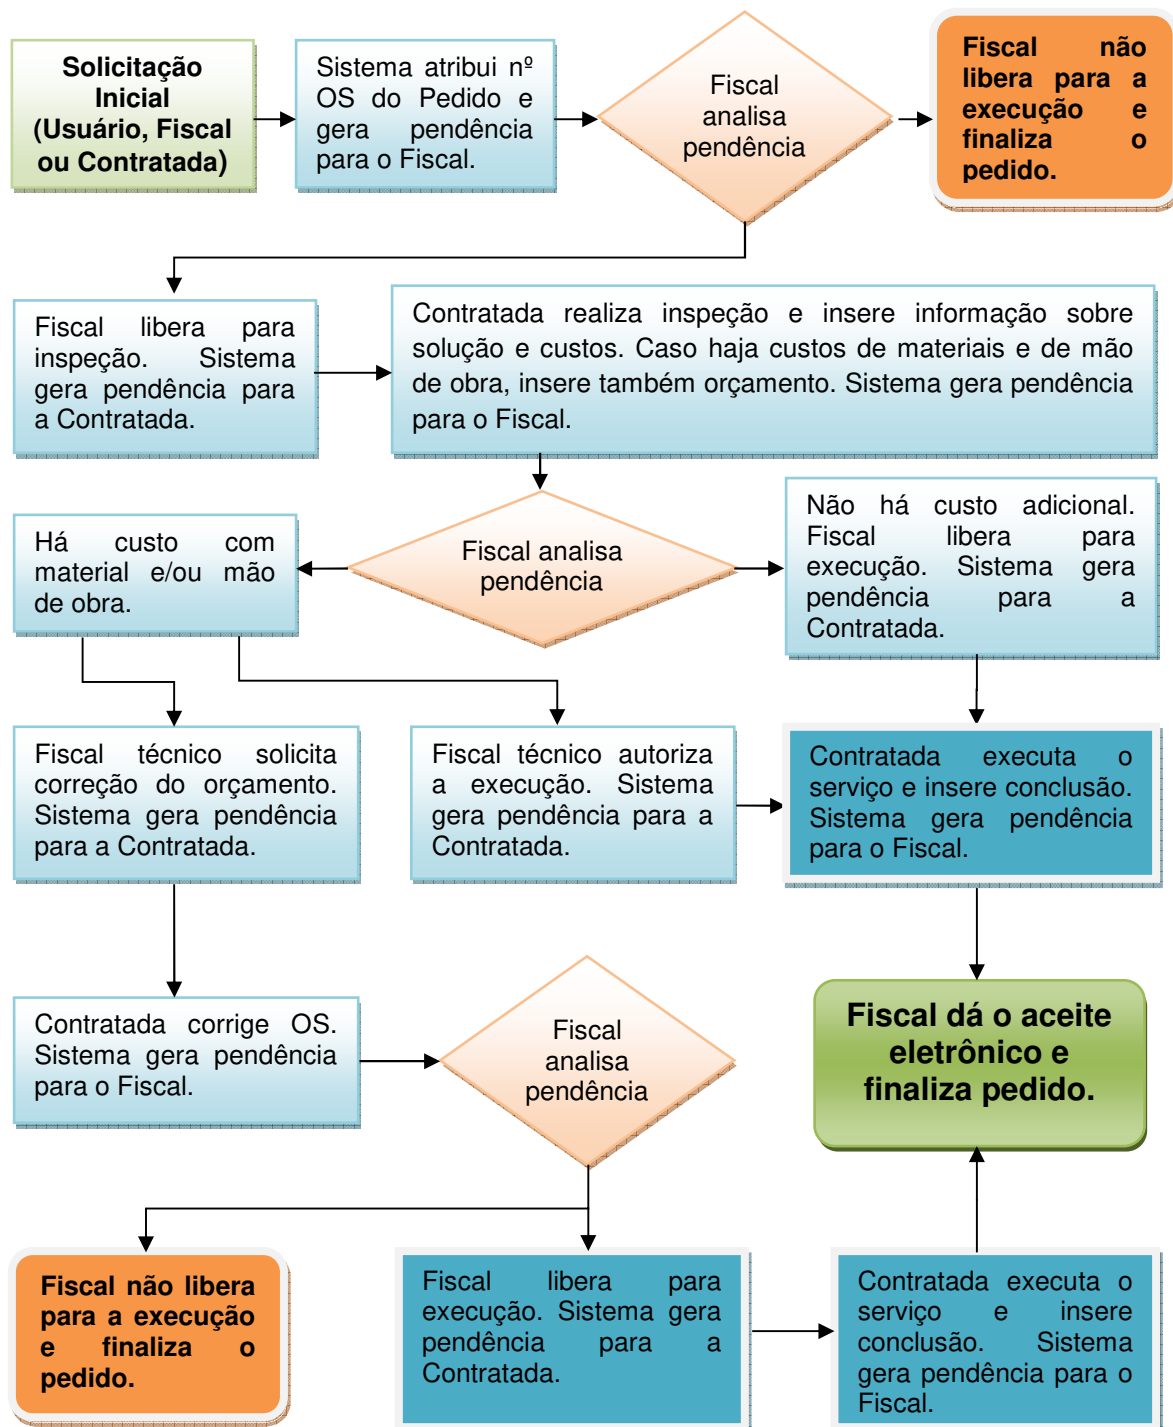 Solicitação
Inicial
(Usuário, Fiscal
ou Contratada)
Sistema atribui nº
OS do Pedido e
gera pendência
para o Fiscal.
Fiscal
analisa
pendência
Fiscal não
libera para a
execução e
finaliza o
pedido.
Fiscal libera para
inspeção. Sistema
gera pendência para
a Contratada.
Contratada realiza inspeção e insere informação sobre
solução e custos. Caso haja custos de materiais e de mão
de obra, insere também orçamento. Sistema gera pendência
para o Fiscal.
Há custo com
material e/ou mão
de obra.
Fiscal analisa
pendência
Não há custo adicional.
Fiscal libera para
execução. Sistema gera
pendência para a
Contratada.
Fiscal técnico solicita
correção do orçamento.
Sistema gera pendência
para a Contratada.
Fiscal técnico autoriza
a execução. Sistema
gera pendência para a
Contratada.
Contratada executa o
serviço e insere conclusão.
Sistema gera pendência
para o Fiscal.
Contratada corrige OS.
Sistema gera pendência
para o Fiscal.
Fiscal
analisa
pendência
Fiscal dá o aceite
eletrônico e
finaliza pedido.
Fiscal não libera
para a execução
e finaliza o
pedido.
Fiscal libera para
execução. Sistema gera
pendência para a
Contratada.
Contratada executa o
serviço e insere
conclusão. Sistema
gera pendência para o
Fiscal.